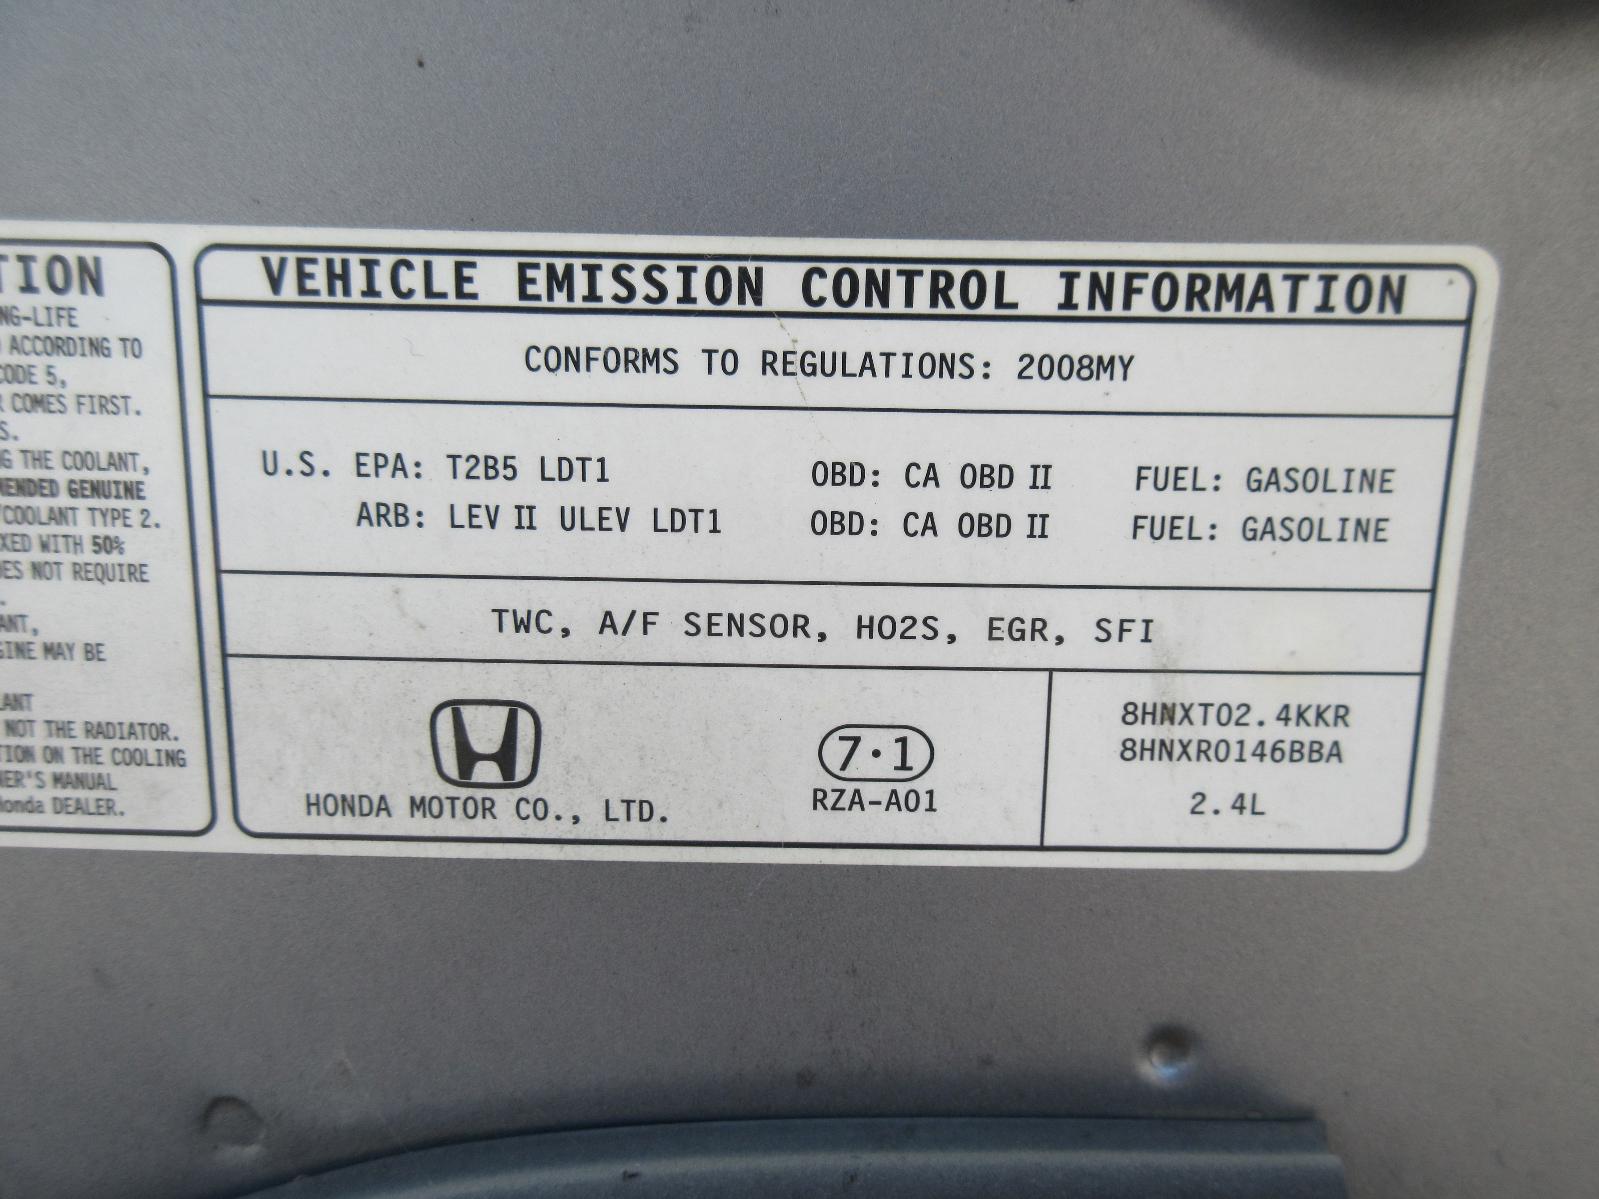 TION
NG-LIFE
ACCORDING TO
CODE 5,
COMES FIRST.
S.
G THE COOLANT,
MENDED GENUINE
COOLANT TYPE 2.
XED WITH 50%
ES NOT REQUIRE
ANT,
GINE MAY BE
LANT
NOT THE RADIATOR.
TION ON THE COOLING
NER'S MANUAL
Honda DEALER.
VEHICLE EMISSION CONTROL INFORMATION
CONFORMS TO REGULATIONS: 2008MY
U.S. EPA: T2B5 LDT1 OBD: CA OBD II FUEL: GASOLINE
ARB: LEV II ULEV LDT1 OBD: CA OBD II FUEL: GASOLINE
TWC, A/F SENSOR, HO2S, EGR, SFI
HONDA MOTOR CO., LTD.
7·1
RZA-A01
8HNXT02.4KKR
8HNXR0146BBA
2.4L